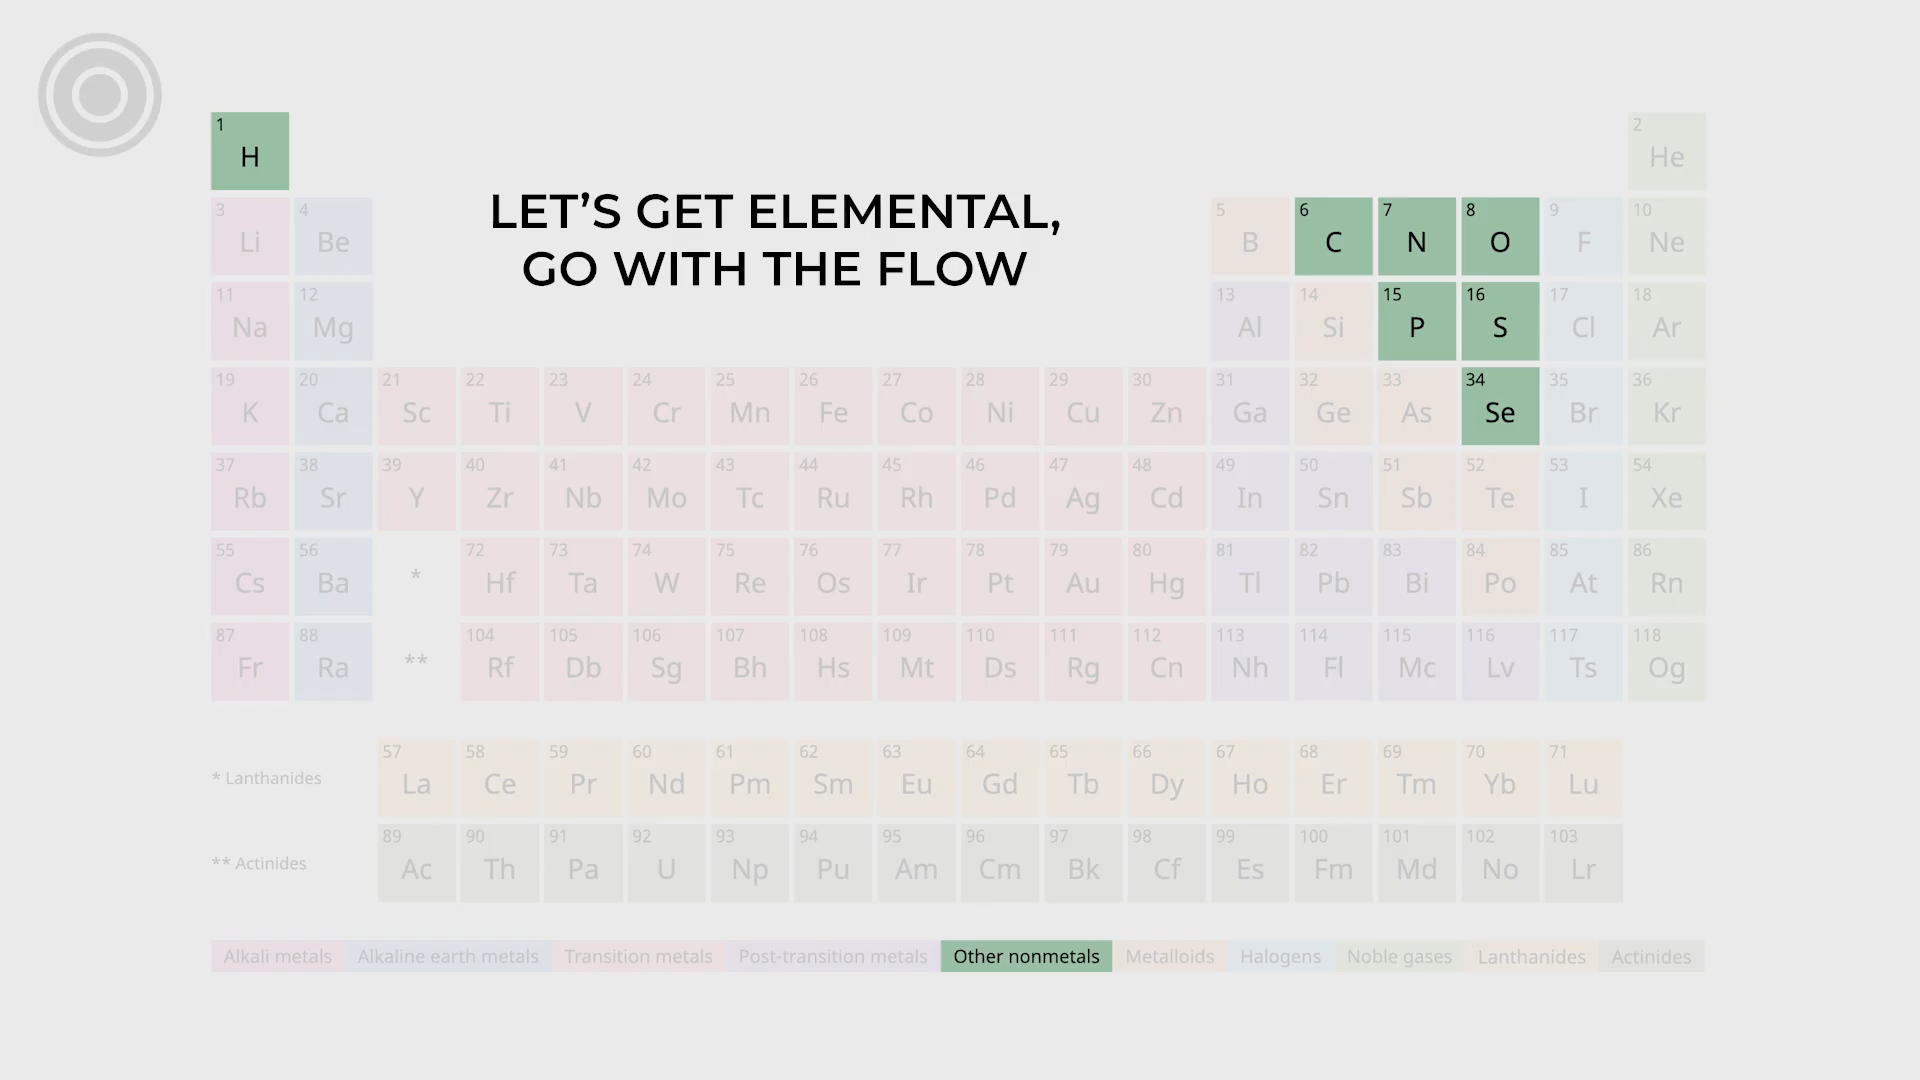 1 2
H He
LET’S GET ELEMENTAL,
GO WITH THE FLOW
3 4 5 6 7 8 9 10
Li Be B C N O F Ne
11 12 13 14 15 16 17 18
Na Mg Al Si P S Cl Ar
19 20 21 22 23 24 25 26 27 28 29 30 31 32 33 34 35 36
K Ca Sc Ti V Cr Mn Fe Co Ni Cu Zn Ga Ge As Se Br Kr
37 38 39 40 41 42 43 44 45 46 47 48 49 50 51 52 53 54
Rb Sr Y Zr Nb Mo Tc Ru Rh Pd Ag Cd In Sn Sb Te I Xe
55 56 72 73 74 75 76 77 78 79 80 81 82 83 84 85 86
Cs Ba * Hf Ta W Re Os Ir Pt Au Hg Tl Pb Bi Po At Rn
87 88 104 105 106 107 108 109 110 111 112 113 114 115 116 117 118
Fr Ra ** Rf Db Sg Bh Hs Mt Ds Rg Cn Nh Fl Mc Lv Ts Og
57 58 59 60 61 62 63 64 65 66 67 68 69 70 71
* Lanthanides La Ce Pr Nd Pm Sm Eu Gd Tb Dy Ho Er Tm Yb Lu
89 90 91 92 93 94 95 96 97 98 99 100 101 102 103
** Actinides Ac Th Pa U Np Pu Am Cm Bk Cf Es Fm Md No Lr
Alkali metals Alkaline earth metals Transition metals Post-transition metals Other nonmetals Metalloids Halogens Noble gases Lanthanides Actinides